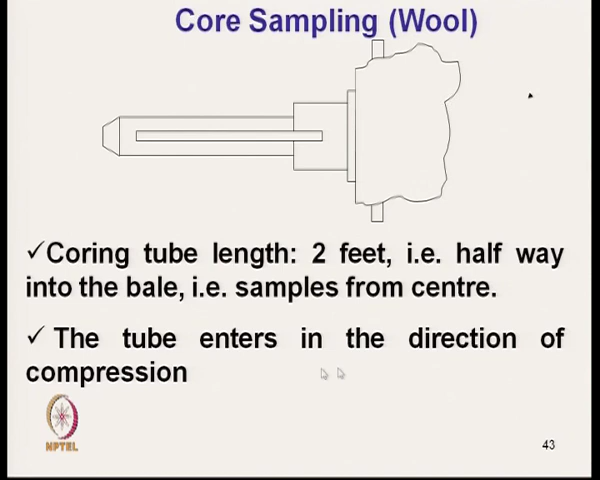 Core Sampling (Wool)
✓Coring tube length: 2 feet, i.e. half way
into the bale, i.e. samples from centre.
✓ The tube enters in the direction of
compression
NPTEL
43